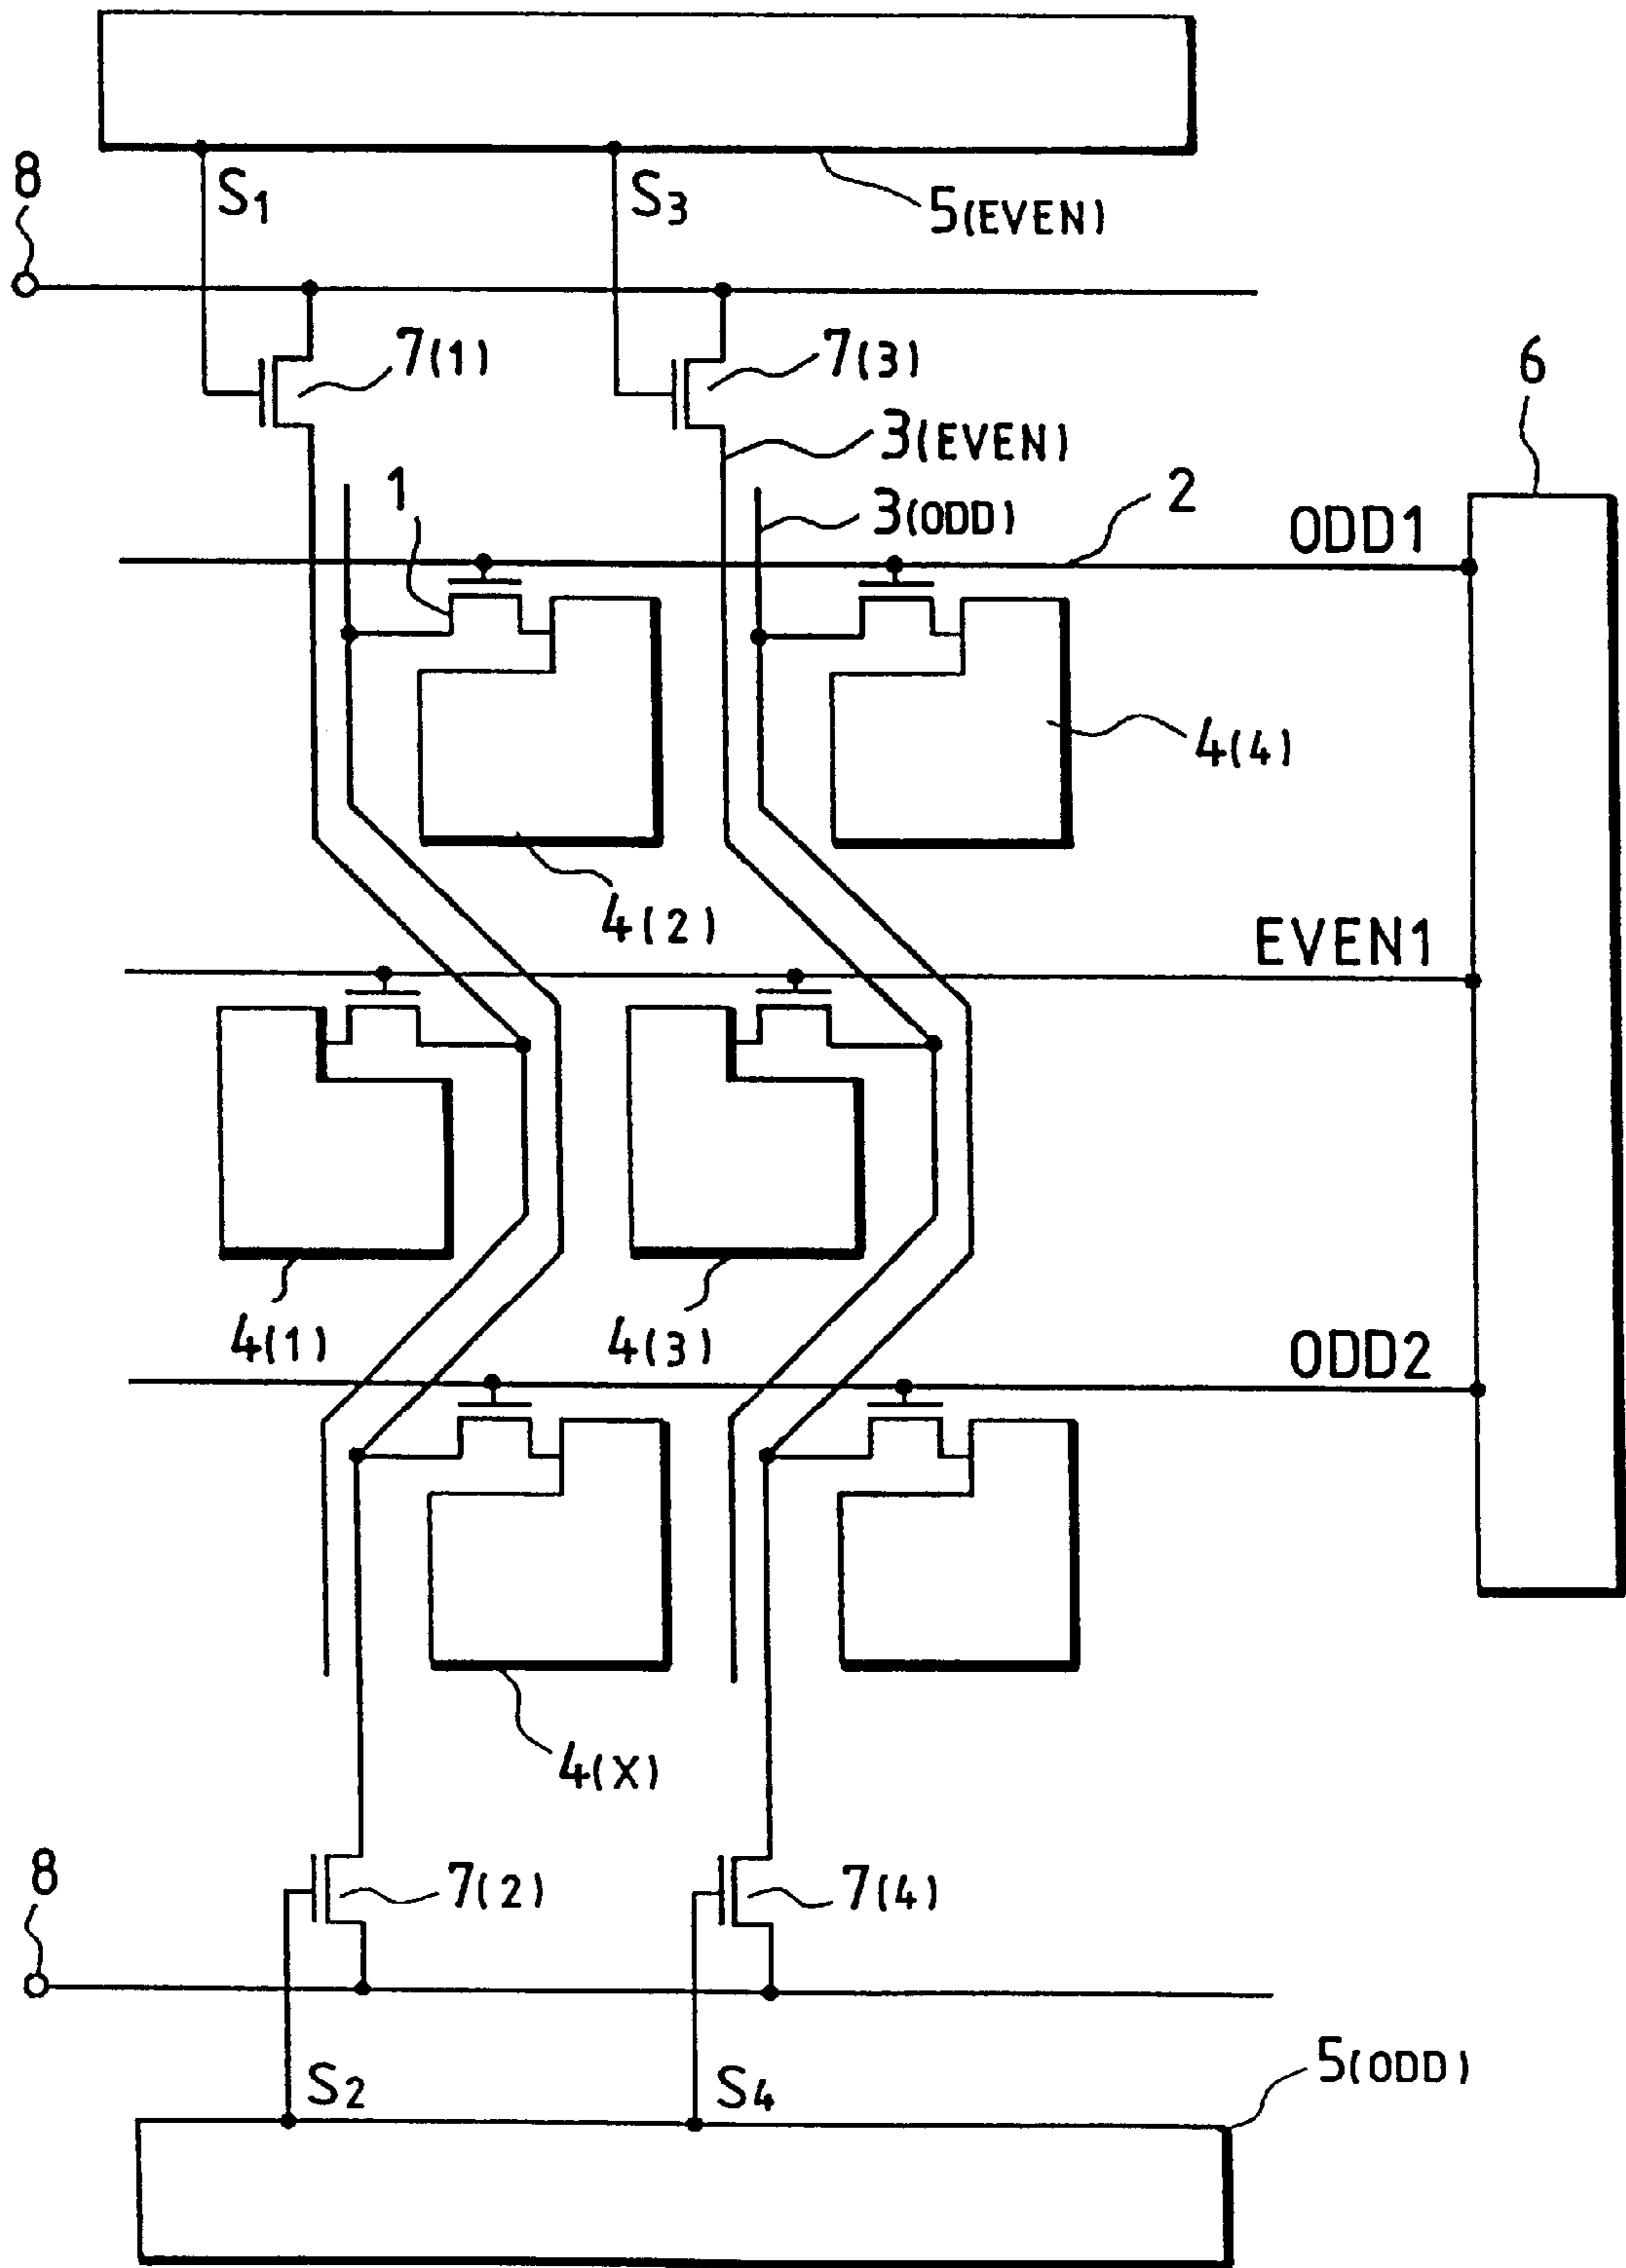 8
S1
S3
5(EVEN)
7(1)
7(3)
6
3(EVEN)
1
3(ODD)
2
ODD1
4(4)
4(2)
EVEN1
4(1)
4(3)
ODD2
4(X)
8
7(2)
7(4)
S2
S4
5(ODD)